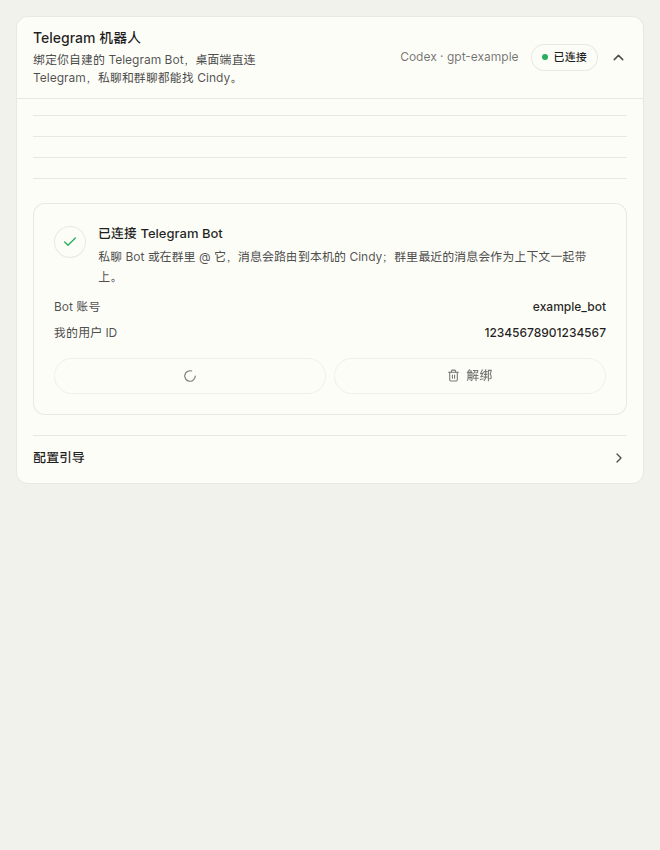 Telegram 机器人
绑定你自建的 Telegram Bot，桌面端直连
Telegram，私聊和群聊都能找 Cindy。
Codex · gpt-example
已连接
已连接 Telegram Bot
私聊 Bot 或在群里 @ 它，消息会路由到本机的 Cindy；群里最近的消息会作为上下文一起带
上。
Bot 账号
example_bot
我的用户 ID
12345678901234567
解绑
配置引导